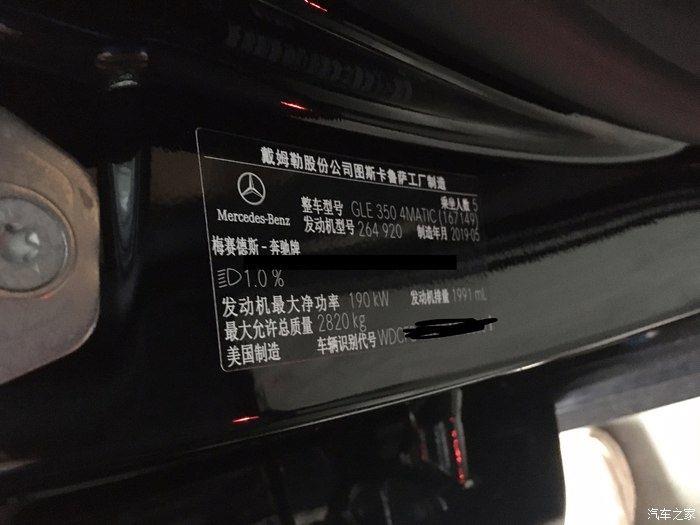 戴姆勒股份公司图斯卡鲁萨工厂制造
Mercedes-Benz
乘坐人数 5
整车型号 GLE 350 4MATIC (167149)
发动机型号 264 920 制造年月 2019-05
梅赛德斯-奔驰牌
1.0 %
发动机最大净功率 190 kW 发动机排量 1991 mL
最大允许总质量 2820 kg
美国制造 车辆识别代号 WDC
汽车之家